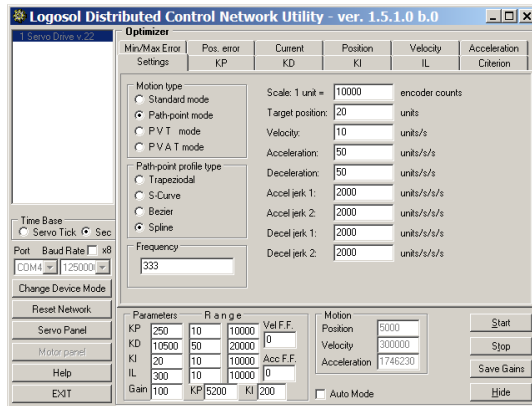 Logosol Distributed Control Network Utility - ver. 1.5.1.0 b.0
1 Servo Drive v.22
Optimizer
Min/Max Error Pos. error Current Position Velocity Acceleration
Settings KP KD KI IL Criterion
Motion type
Standard mode
Path-point mode
P V T mode
P V A T mode
Path-point profile type
Trapeziodal
S-Curve
Bezier
Spline
Frequency
333
Scale: 1 unit = 10000 encoder counts
Target position: 20 units
Velocity: 10 units/s
Acceleration: 50 units/s/s
Deceleration: 50 units/s/s
Accel jerk 1: 2000 units/s/s/s
Accel jerk 2: 2000 units/s/s/s
Decel jerk 1: 2000 units/s/s/s
Decel jerk 2: 2000 units/s/s/s
Time Base
Servo Tick Sec
Port Baud Rate x8
COM4 125000
Change Device Mode
Reset Network
Servo Panel
Motor panel
Help
EXIT
Parameters Range
KP 250 10 10000 Vel F.F.
KD 10500 50 20000 0
KI 20 10 10000 Acc F.F.
IL 300 10 10000 0
Gain 100 KP 5200 KI 200
Motion
Position 5000
Velocity 300000
Acceleration 1746230
Auto Mode
Start
Stop
Save Gains
Hide